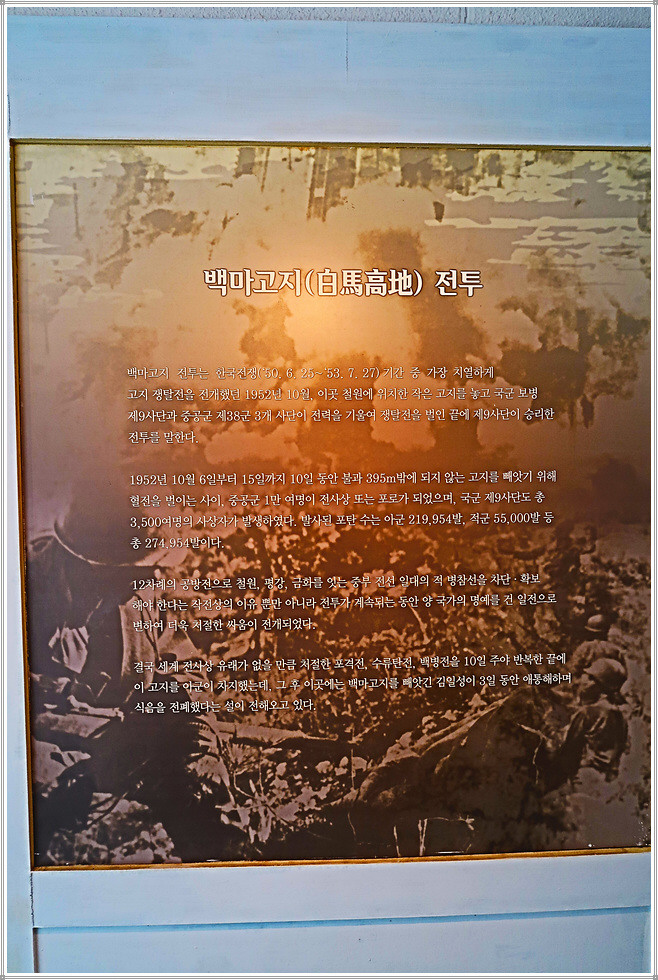 백마고지(白馬高地) 전투
백마고지 전투는 한국전쟁('50. 6. 25~'53. 7. 27)기간 중 가장 치열하게
고지 쟁탈전을 전개했던 1952년 10월, 이곳 철원에 위치한 작은 고지를 놓고 국군 보병
제9사단과 중공군 제38군 3개 사단이 전력을 기울여 쟁탈전을 벌인 끝에 제9사단이 승리한
전투를 말한다.
1952년 10월 6일부터 15일까지 10일 동안 불과 395m밖에 되지 않는 고지를 빼앗기 위해
혈전을 벌이는 사이, 중공군 1만 여명이 전사상 또는 포로가 되었으며, 국군 제9사단도 총
3,500여명의 사상자가 발생하였다. 발사된 포탄 수는 아군 219,954발, 적군 55,000발 등
총 274,954발이다.
12차례의 공방전으로 철원, 평강, 금화를 잇는 중부 전선 일대의 적 병참선을 차단·확보
해야 한다는 작전상의 이유 뿐만 아니라 전투가 계속되는 동안 양 국가의 명예를 건 일전으로
변하여 더욱 처절한 싸움이 전개되었다.
결국 세계 전사상 유래가 없을 만큼 처절한 포격전, 수류탄전, 백병전을 10일 주야 반복한 끝에
이 고지를 아군이 차지했는데, 그 후 이곳에는 백마고지를 빼앗긴 김일성이 3일 동안 애통해하며
식음을 전폐했다는 설이 전해오고 있다.